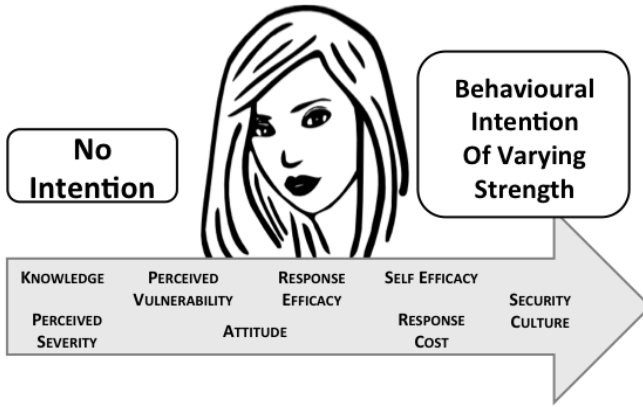 No
Intention
Behavioural
Intention
Of Varying
Strength
KNOWLEDGE
PERCEIVED
VULNERABILITY
RESPONSE
EFFICACY
SELF EFFICACY
PERCEIVED
SEVERITY
ATTITUDE
RESPONSE
COST
SECURITY
CULTURE